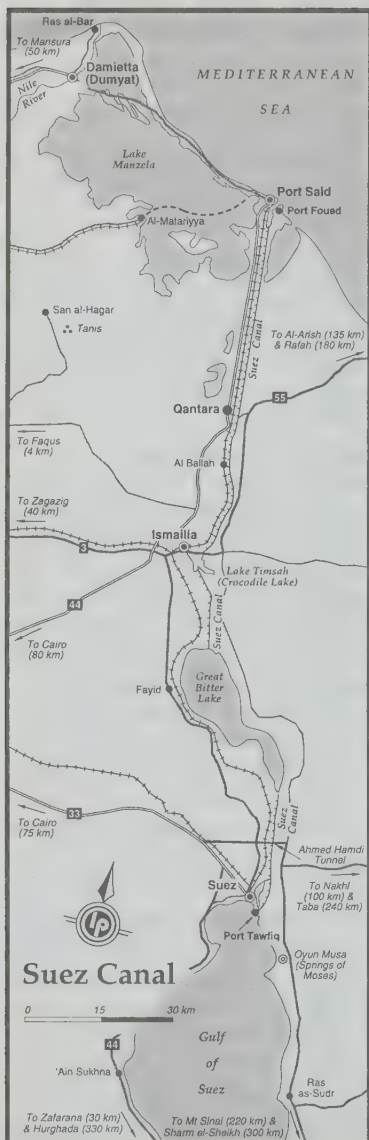 Ras al-Bar
To Mansura
(50 km)
Damietta
(Dumyat)
Nile
River
MEDITERRANEAN
SEA
Lake
Manzela
Port Said
Port Fouad
Al-Matariyya
San al-Hagar
Tanis
Suez Canal
To Al-Arish (135 km)
& Rafah (180 km)
55
Qantara
To Faqus
(4 km)
Al Ballah
To Zagazig
(40 km)
Ismailia
3
Lake Timsah
(Crocodile Lake)
44
Suez Canal
To Cairo
(80 km)
Great
Bitter
Lake
Fayid
33
To Cairo
(75 km)
Suez Canal
Ahmed Hamdi
Tunnel
Suez
To Nakhl
(100 km) &
Taba (240 km)
Port Tawfiq
LP
Oyun Musa
(Springs of
Moses)
Suez Canal
0 15 30 km
Gulf
of
Suez
44
'Ain Sukhna
Ras
as-Sudr
To Zafarana (30 km)
& Hurghada (330 km)
To Mt Sinai (220 km) &
Sharm el-Sheikh (300 km)